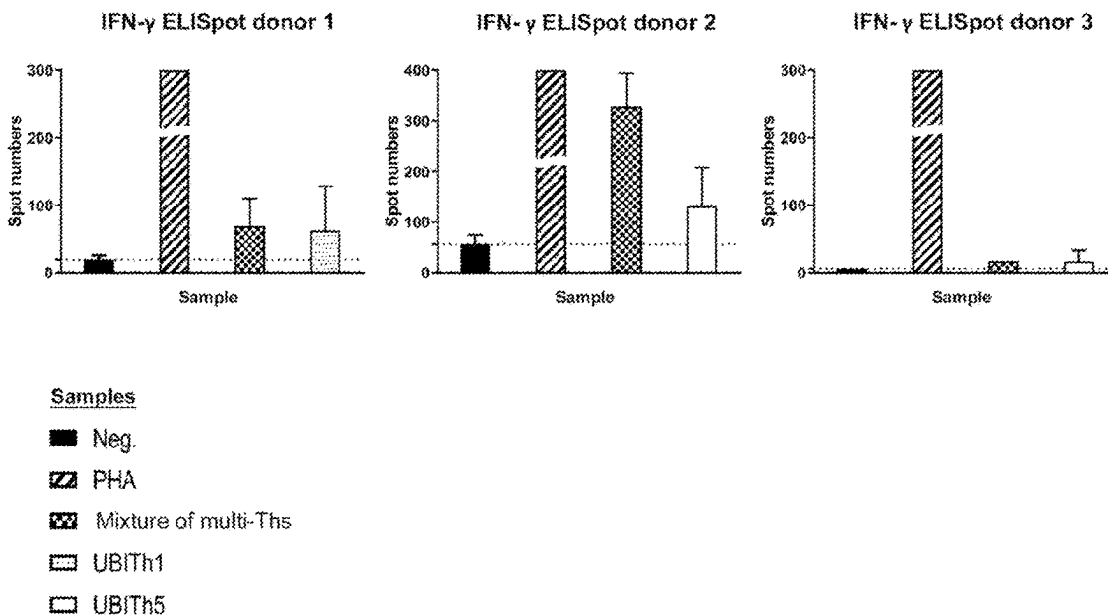 IFN-γ ELISpot donor 1
IFN-γ ELISpot donor 2
IFN-γ ELISpot donor 3
Spot numbers
300
200
100
0
Sample
Spot numbers
400
300
200
100
0
Sample
Spot numbers
300
200
100
0
Sample
Samples
Neg.
PHA
Mixture of multi-Ths
UBITh1
UBITh5